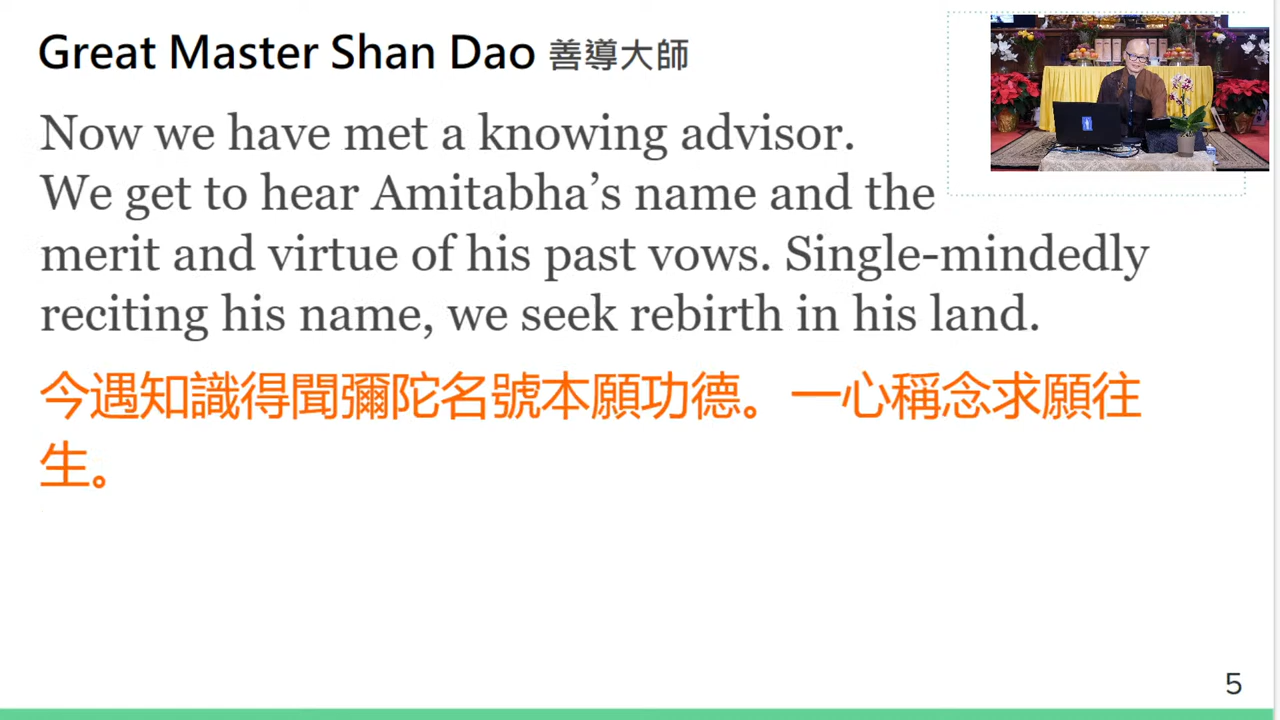 Great Master Shan Dao 善導大師
Now we have met a knowing advisor.
We get to hear Amitabha’s name and the
merit and virtue of his past vows. Single-mindedly
reciting his name, we seek rebirth in his land.
今遇知識得聞彌陀名號本願功德。一心稱念求願往
生。
5